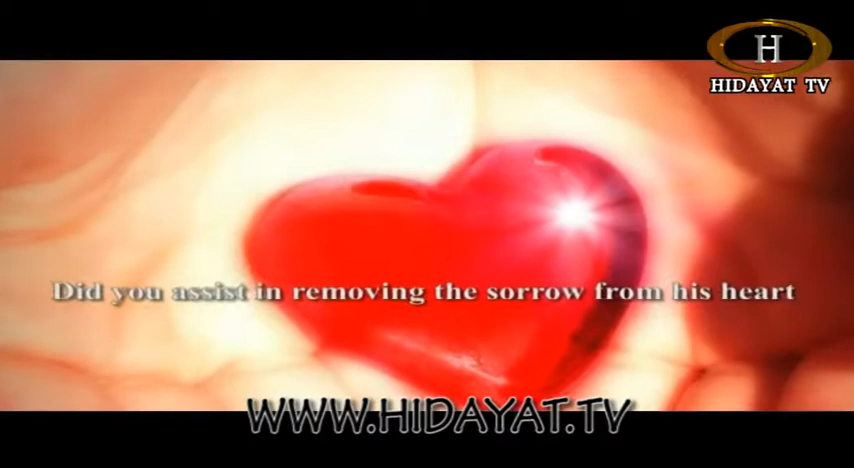 H
HIDAYAT TV
Did you assist in removing the sorrow from his heart
WWW.HIDAYAT.TV